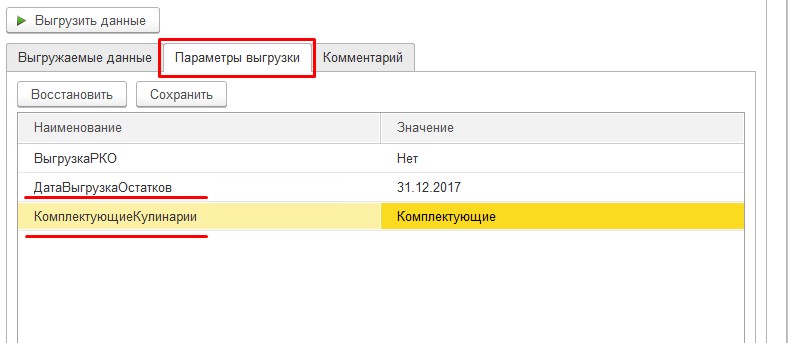 Выгрузить данные
Выгружаемые данные Параметры выгрузки Комментарий
Восстановить Сохранить
Наименование Значение
ВыгрузкаРКО Нет
ДатаВыгрузкаОстатков 31.12.2017
КомплектующиеКулинарии Комплектующие